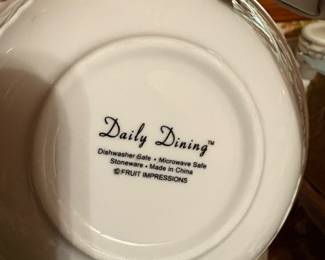 Daily Dining™
Dishwasher Safe • Microwave Safe
Stoneware • Made in China
©FRUIT IMPRESSIONS